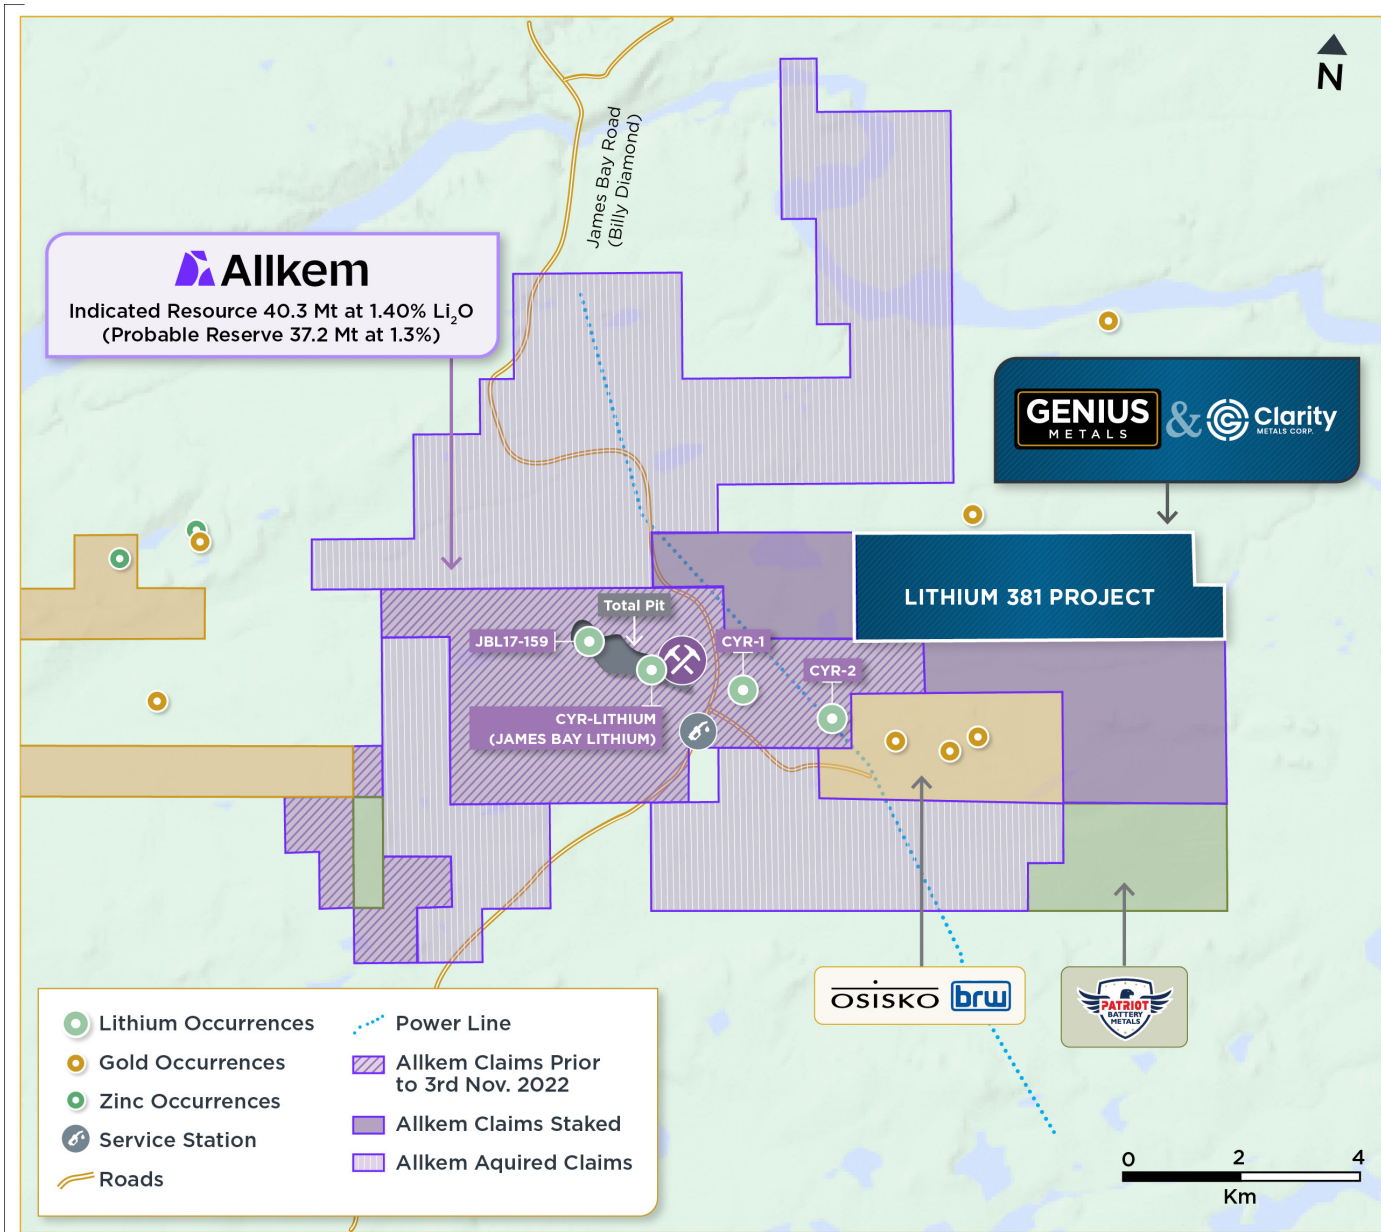 N
James Bay Road
(Billy Diamond)
Allkem
Indicated Resource 40.3 Mt at 1.40% Li₂O
(Probable Reserve 37.2 Mt at 1.3%)
GENIUS
METALS
&
Clarity
METALS CORP.
LITHIUM 381 PROJECT
Total Pit
JBL17-159
CYR-1
CYR-2
CYR-LITHIUM
(JAMES BAY LITHIUM)
OSISKO
brw
PATRIOT
BATTERY
METALS
Lithium Occurrences
Gold Occurrences
Zinc Occurrences
Service Station
Roads
Power Line
Allkem Claims Prior
to 3rd Nov. 2022
Allkem Claims Staked
Allkem Aquired Claims
0 2 4
Km